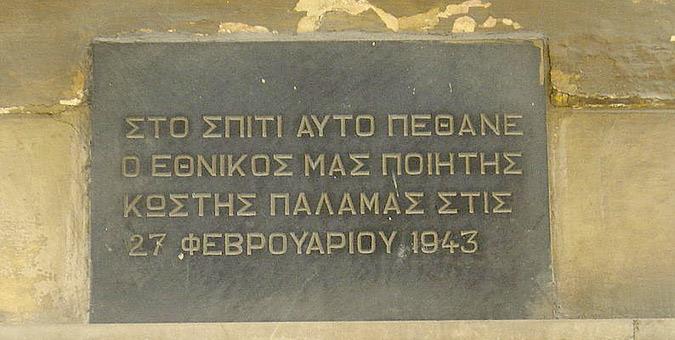 ΣΤΟ ΣΠΙΤΙ ΑΥΤΟ ΠΕΘΑΝΕ
Ο ΕΘΝΙΚΟΣ ΜΑΣ ΠΟΙΗΤΗΣ
ΚΩΣΤΗΣ ΠΑΛΑΜΑΣ ΣΤΙΣ
27 ΦΕΒΡΟΥΑΡΙΟΥ 1943